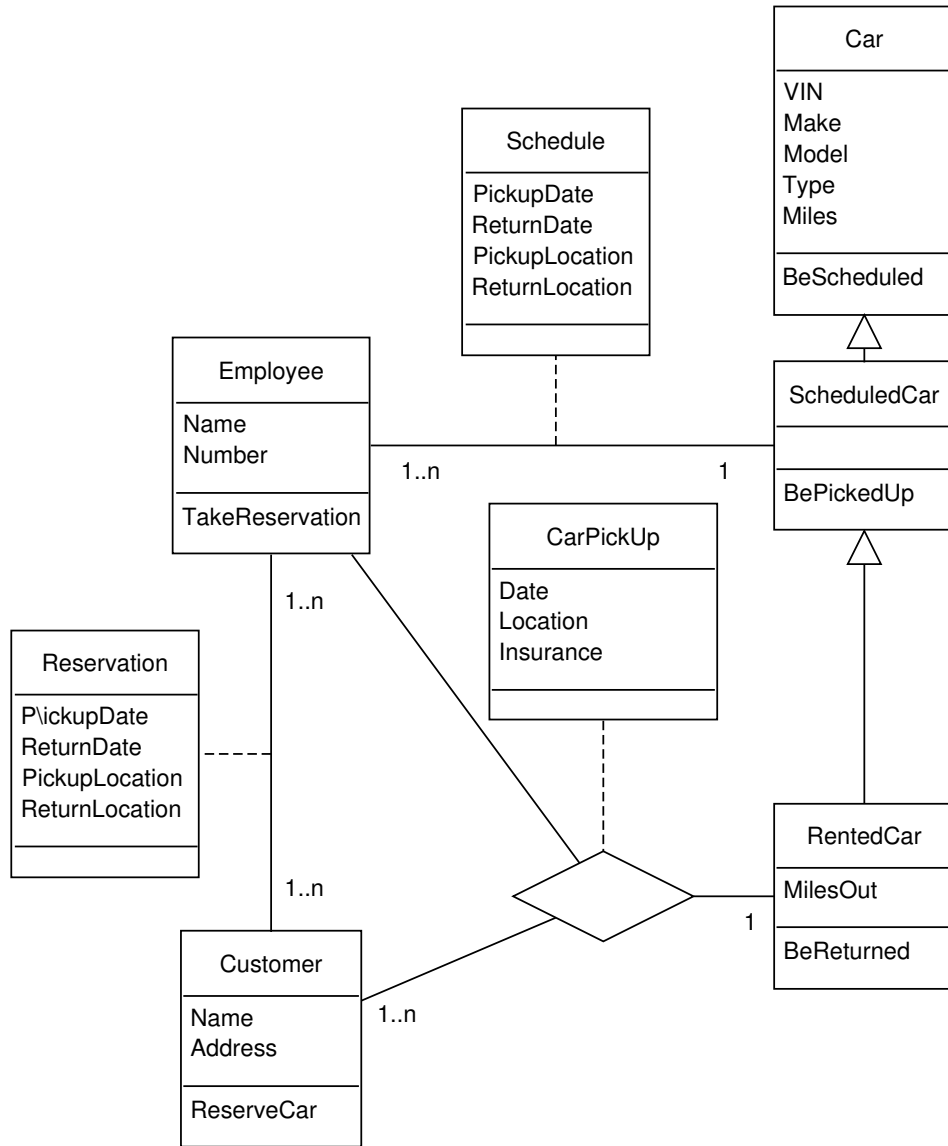 Car
VIN
Make
Model
Type
Miles
BeScheduled
Schedule
PickupDate
ReturnDate
PickupLocation
ReturnLocation
Employee
Name
Number
TakeReservation
ScheduledCar
BePickedUp
1..n
1
CarPickUp
Date
Location
Insurance
1..n
Reservation
P\ickupDate
ReturnDate
PickupLocation
ReturnLocation
1..n
RentedCar
MilesOut
BeReturned
1
Customer
Name
Address
ReserveCar
1..n